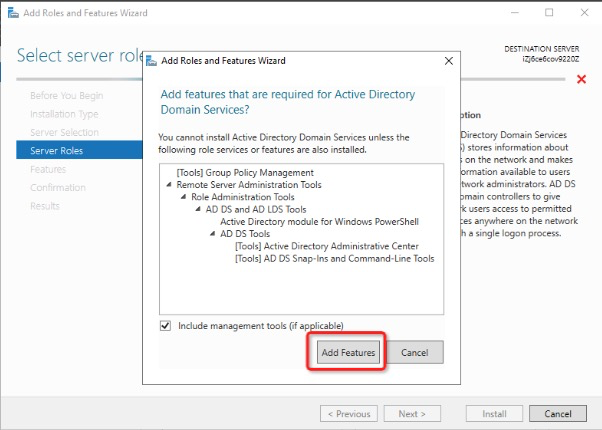 Add Roles and Features Wizard
Select server role
DESTINATION SERVER
iZj6ce6cov9220Z
Before You Begin
Installation Type
Server Selection
Server Roles
Features
Confirmation
Results
Add Roles and Features Wizard
Add features that are required for Active Directory
Domain Services?
You cannot install Active Directory Domain Services unless the
following role services or features are also installed.
[Tools] Group Policy Management
Remote Server Administration Tools
Role Administration Tools
AD DS and AD LDS Tools
Active Directory module for Windows PowerShell
AD DS Tools
[Tools] Active Directory Administrative Center
[Tools] AD DS Snap-Ins and Command-Line Tools
Include management tools (if applicable)
Add Features
Cancel
ption
Directory Domain Services
) stores information about
s on the network and makes
ormation available to users
twork administrators. AD DS
omain controllers to give
rk users access to permitted
ces anywhere on the network
h a single logon process.
< Previous
Next >
Install
Cancel